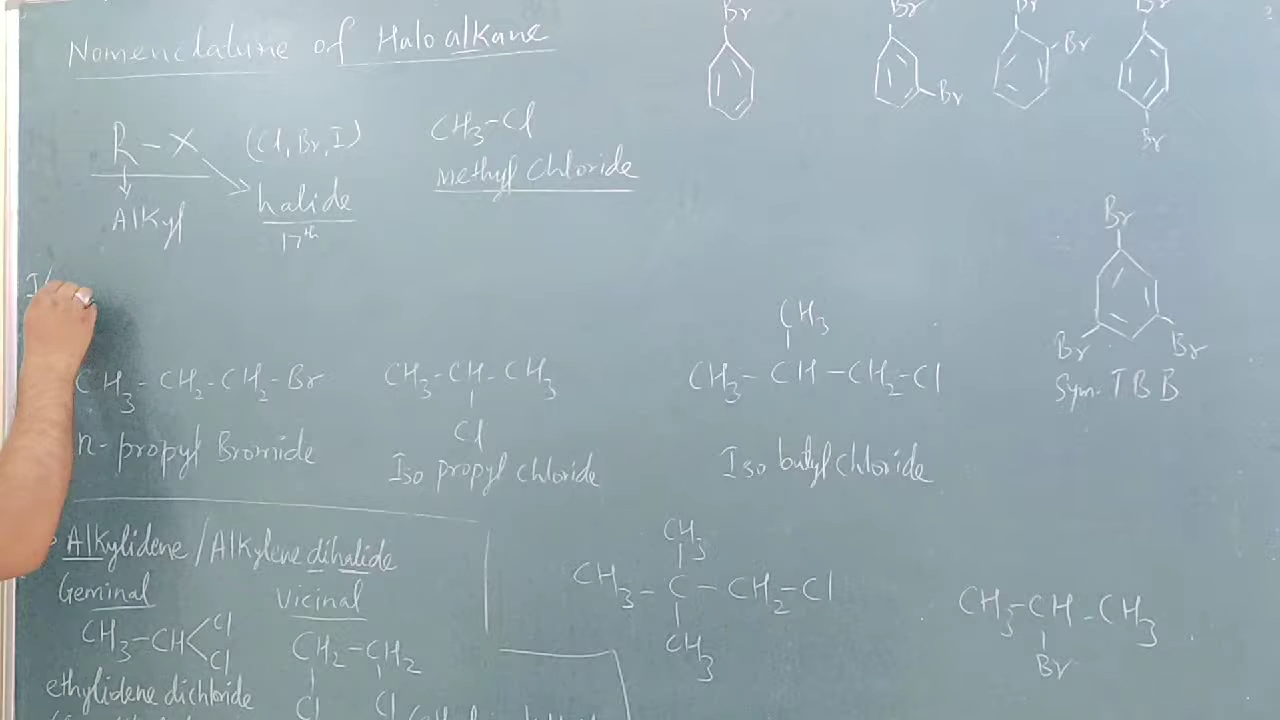 Nomenclature of Haloalkane
R - X (Cl, Br, I)
Alkyl
halide
17th
CH3-Cl
Methyl Chloride
Br
Br
Br
Br
Br
Br
Br
Br
Br
Br
Sym. TBB
CH3-CH2-CH2-Br
n-propyl Bromide
CH3-CH-CH3
Cl
Iso propyl chloride
CH3
CH3-CH-CH2-Cl
Iso butyl chloride
Alkylidene/Alkylene dihalide
Geminal
CH3-CH Cl
Cl
ethylidene dichloride
Vicinal
CH2-CH2
Cl Cl
CH3
CH3-C-CH2-Cl
CH3
CH3-CH-CH3
Br